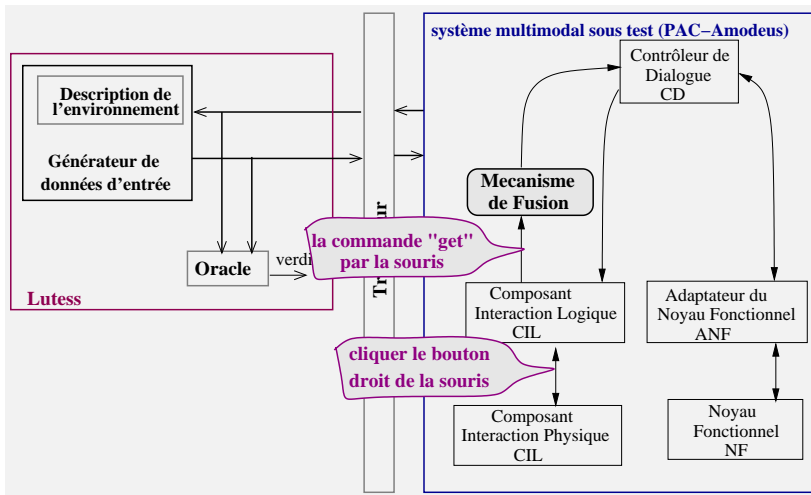 système multimodal sous test (PAC−Amodeus)
Description de
l'environnement
Générateur de
données d'entrée
Oracle
Lutess
Contrôleur de
Dialogue
CD
Mecanisme
de Fusion
la commande "get"
par la souris
Composant
Interaction Logique
CIL
Adaptateur du
Noyau Fonctionnel
ANF
cliquer le bouton
droit de la souris
Composant
Interaction Physique
CIL
Noyau
Fonctionnel
NF